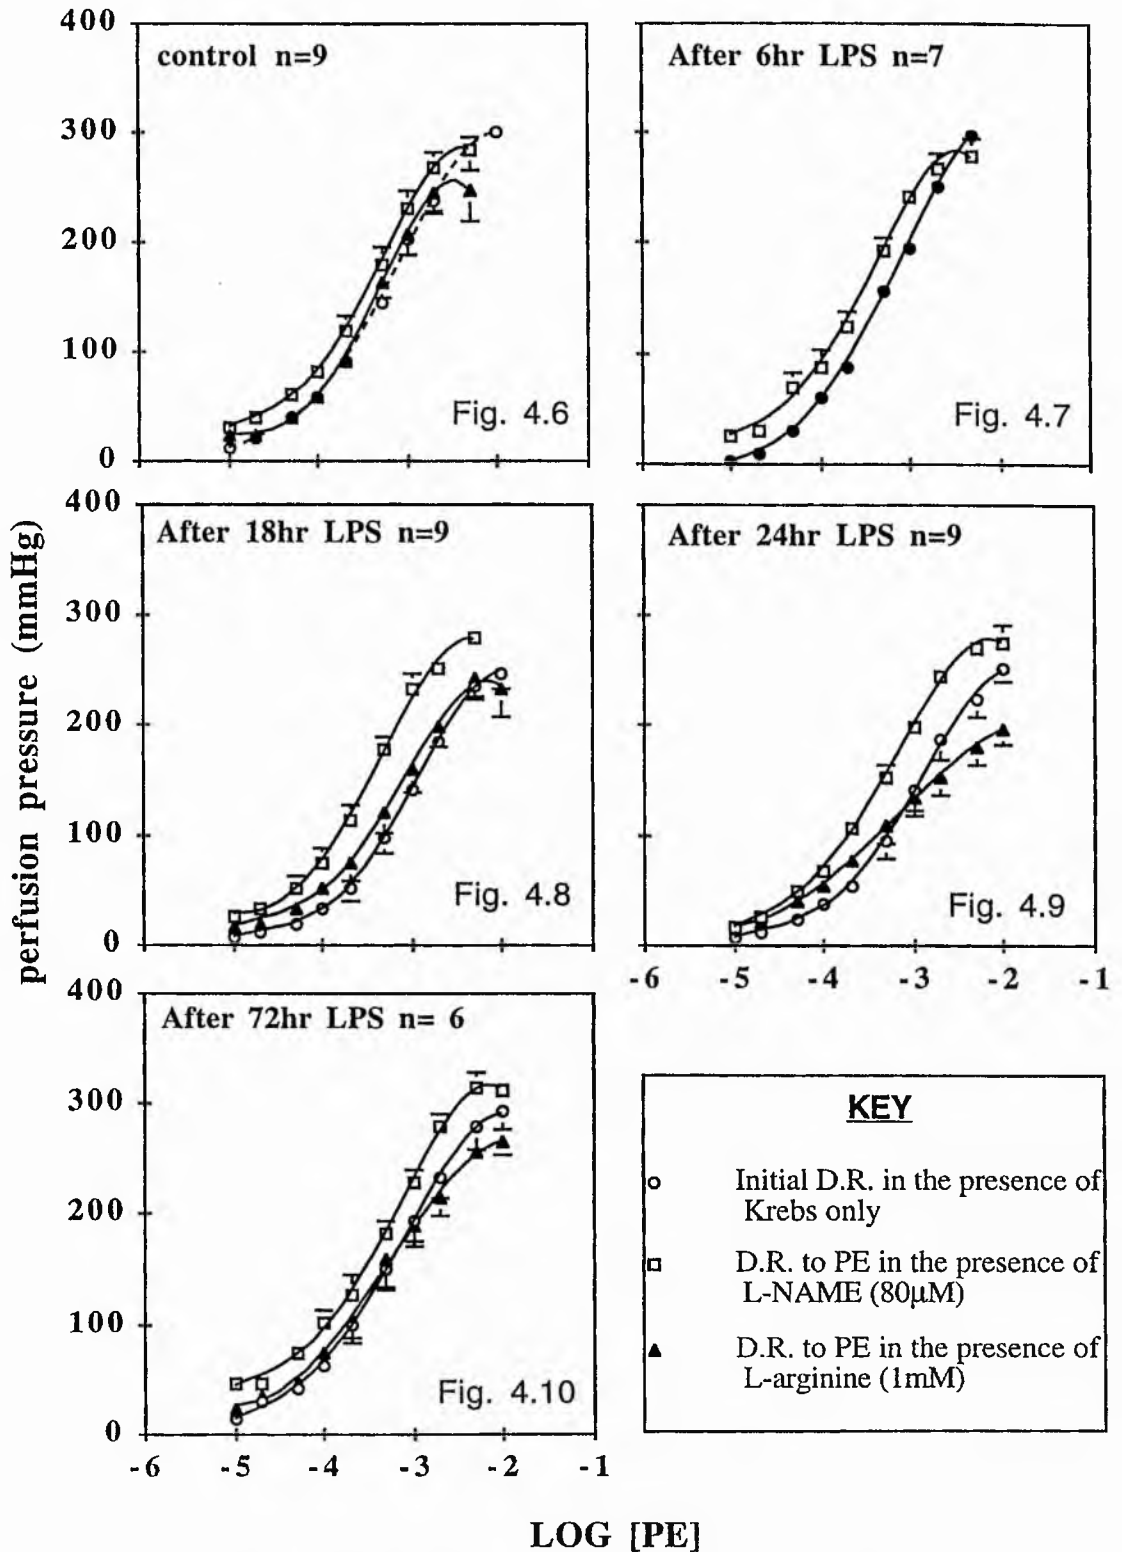 400
300
200
100
0
control n=9
Fig. 4.6
After 6hr LPS n=7
Fig. 4.7
perfusion pressure (mmHg)
400
300
200
100
0
After 18hr LPS n=9
Fig. 4.8
After 24hr LPS n=9
Fig. 4.9
-6 -5 -4 -3 -2 -1
400
300
200
100
0
After 72hr LPS n= 6
Fig. 4.10
-6 -5 -4 -3 -2 -1
LOG [PE]
KEY
Initial D.R. in the presence of
Krebs only
D.R. to PE in the presence of
L-NAME (80µM)
D.R. to PE in the presence of
L-arginine (1mM)